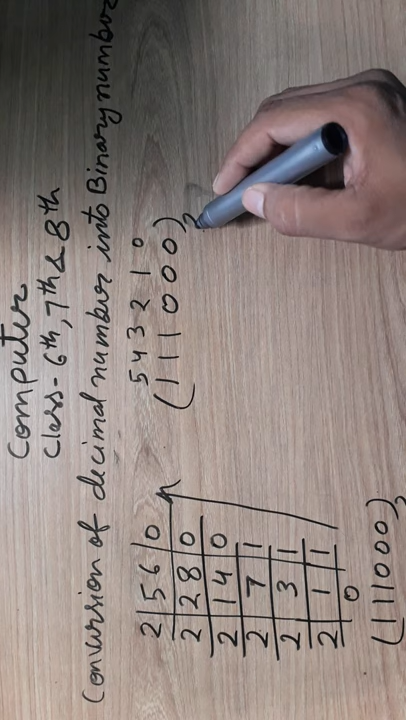 Computer
Class- 6th, 7th & 8th
Conversion of decimal number into Binary number
2 56 0
2 28 0
2 14 0
2 7 1
2 3 1
2 1 1
0
(111000)2
5 4 3 2 1 0
(1 1 1 0 0 0)2